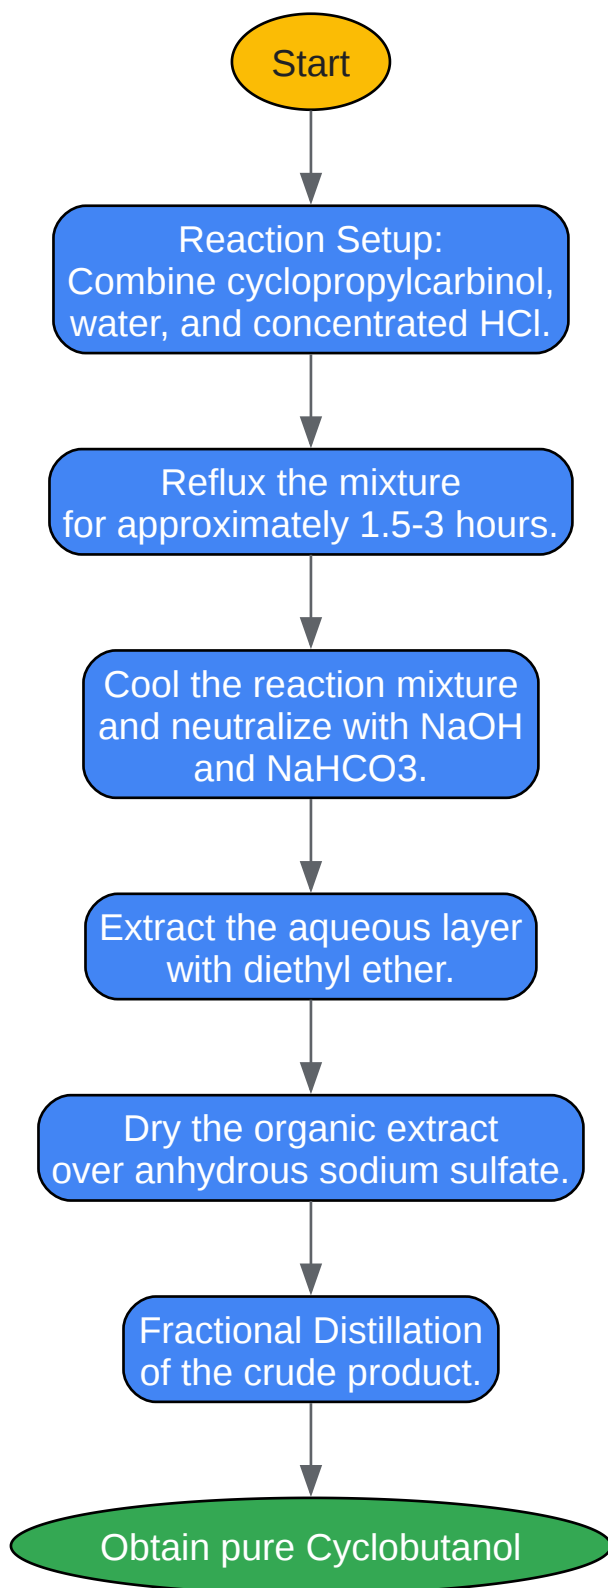 Start
Reaction Setup:
Combine cyclopropylcarbinol,
water, and concentrated HCl.
Reflux the mixture
for approximately 1.5-3 hours.
Cool the reaction mixture
and neutralize with NaOH
and NaHCO3.
Extract the aqueous layer
with diethyl ether.
Dry the organic extract
over anhydrous sodium sulfate.
Fractional Distillation
of the crude product.
Obtain pure Cyclobutanol